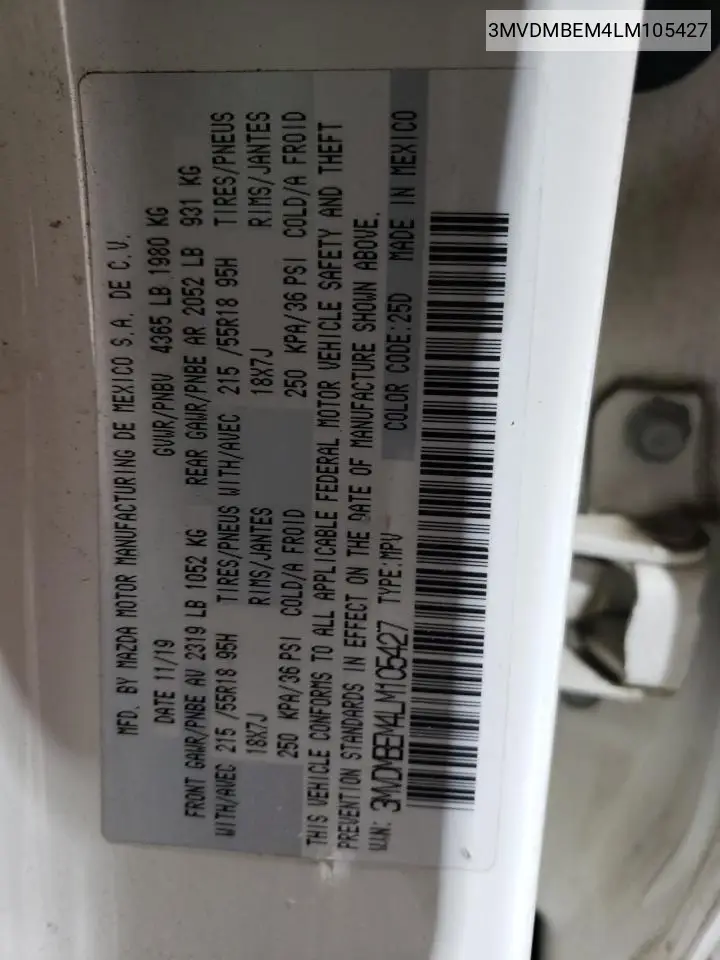 3MVDMBEM4LM105427
MFD. BY MAZDA MOTOR MANUFACTURING DE MEXICO S.A. DE C.V.
DATE 11/19 GVWR/PNBV 4365 LB 1980 KG
FRONT GAWR/PNBE AV 2319 LB 1052 KG REAR GAWR/PNBE AR 2052 LB 931 KG
WITH/AVEC 215 /55R18 95H TIRES/PNEUS WITH/AVEC 215 /55R18 95H TIRES/PNEUS
18X7J RIMS/JANTES 18X7J RIMS/JANTES
250 KPA/36 PSI COLD/A FROID 250 KPA/36 PSI COLD/A FROID
THIS VEHICLE CONFORMS TO ALL APPLICABLE FEDERAL MOTOR VEHICLE SAFETY AND THEFT
PREVENTION STANDARDS IN EFFECT ON THE DATE OF MANUFACTURE SHOWN ABOVE.
V.I.N: 3MVDMBEM4LM105427 TYPE:MPV COLOR CODE:25D MADE IN MEXICO